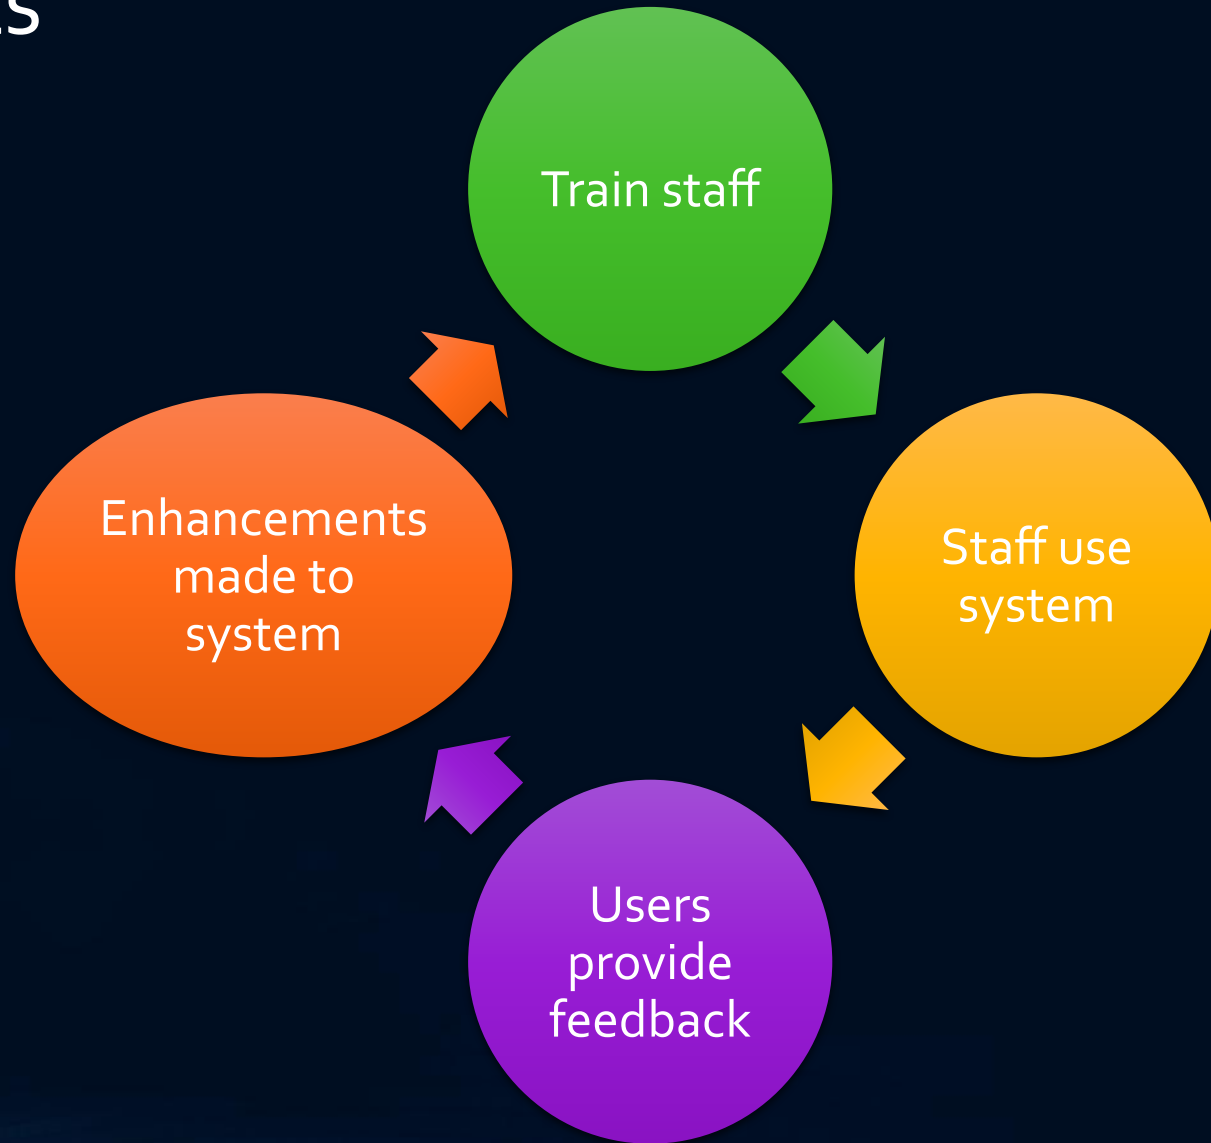 Train staff
Staff use
system
Users
provide
feedback
Enhancements
made to
system